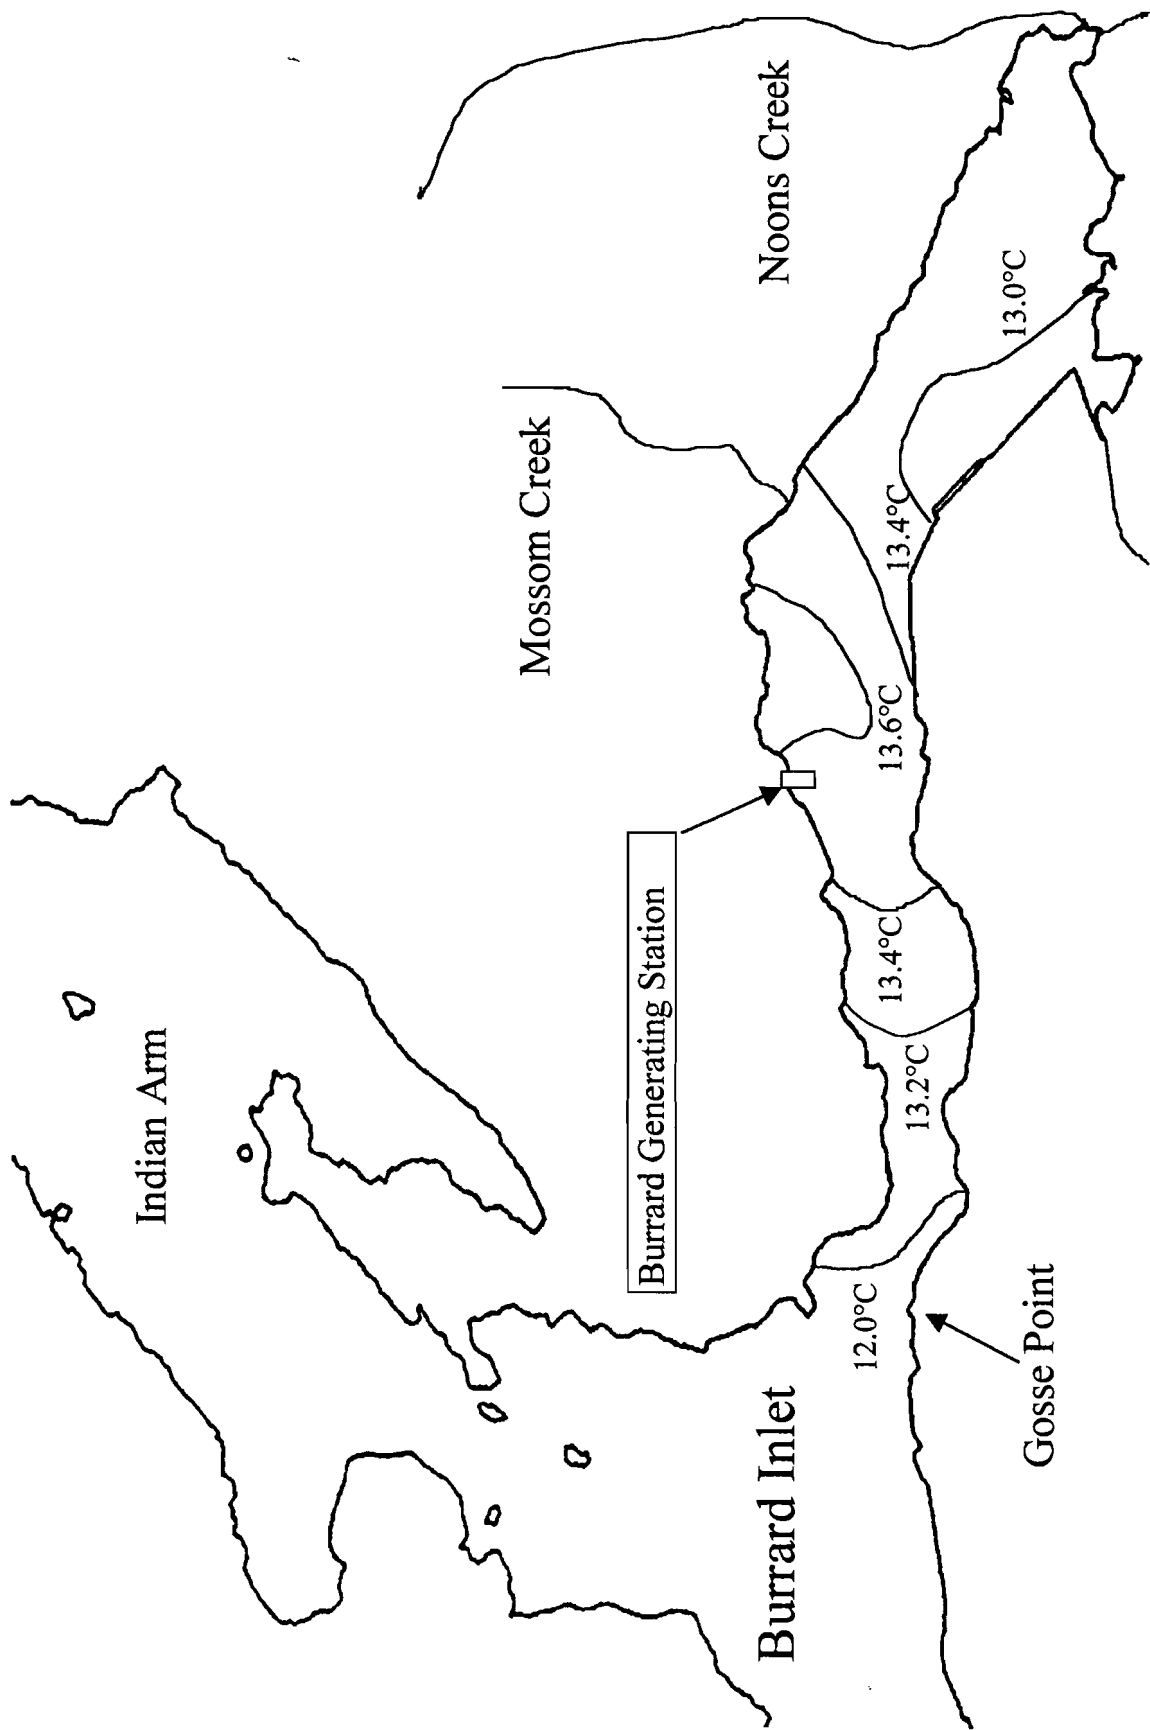 Indian Arm
Mossom Creek
Noons Creek
Burrard Generating Station
Burrard Inlet
12.0°C
13.2°C
13.4°C
13.6°C
13.4°C
13.0°C
Gosse Point